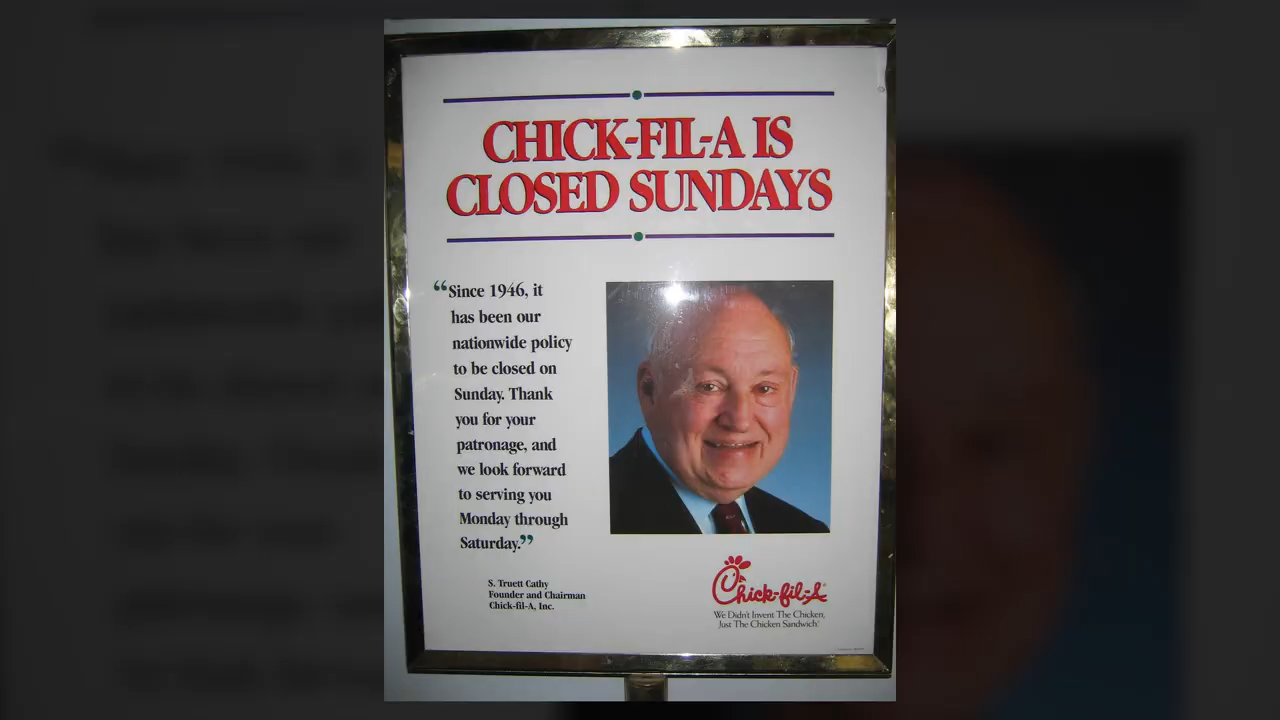 CHICK-FIL-A IS
CLOSED SUNDAYS
“Since 1946, it
has been our
nationwide policy
to be closed on
Sunday. Thank
you for your
patronage, and
we look forward
to serving you
Monday through
Saturday.”
S. Truett Cathy
Founder and Chairman
Chick-fil-A, Inc.
Chick-fil-A®
We Didn't Invent The Chicken,
Just The Chicken Sandwich.®